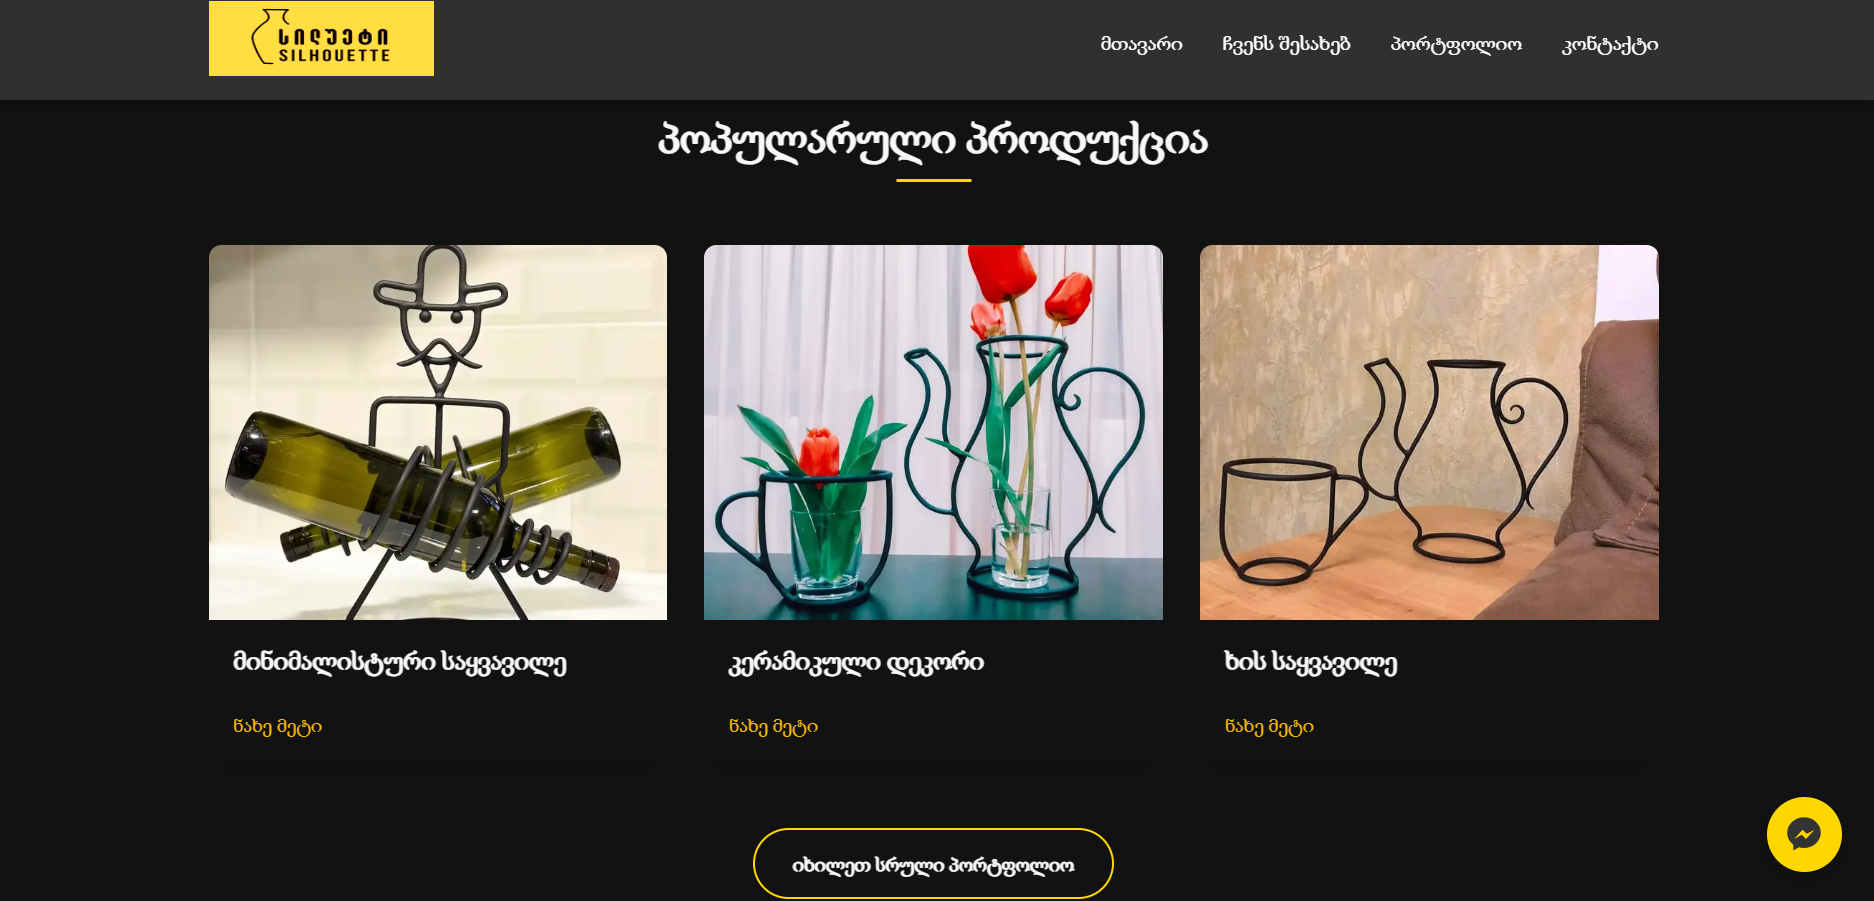 სილუეტი
SILHOUETTE
მთავარი
ჩვენს შესახებ
პორტფოლიო
კონტაქტი
პოპულარული პროდუქცია
მინიმალისტური საყვავილე
კერამიკული დეკორი
ხის საყვავილე
ნახე მეტი
ნახე მეტი
ნახე მეტი
იხილეთ სრული პორტფოლიო